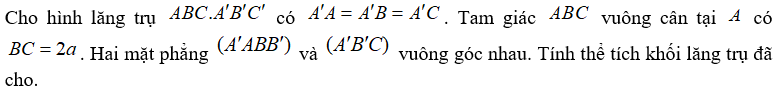 Cho hình lăng trụ ABC.A'B'C' có A'A = A'B = A'C . Tam giác ABC vuông cân tại A có
BC = 2a . Hai mặt phẳng (A'ABB') và (A'B'C) vuông góc nhau. Tính thể tích khối lăng trụ đã
cho.